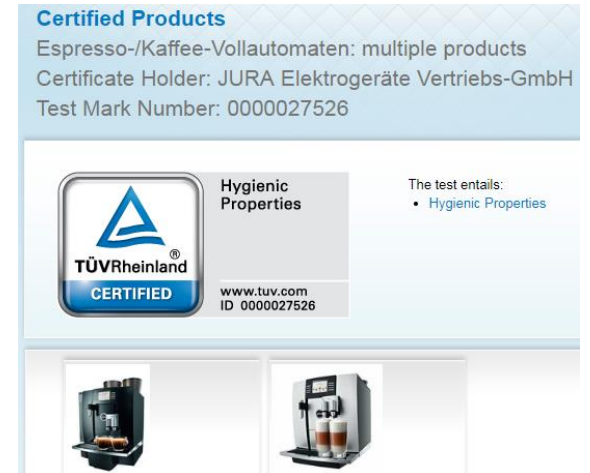 Certified Products
Espresso-/Kaffee-Vollautomaten: multiple products
Certificate Holder: JURA Elektrogeräte Vertriebs-GmbH
Test Mark Number: 0000027526
Hygienic
Properties
TÜVRheinland®
CERTIFIED
www.tuv.com
ID 0000027526
The test entails:
• Hygienic Properties